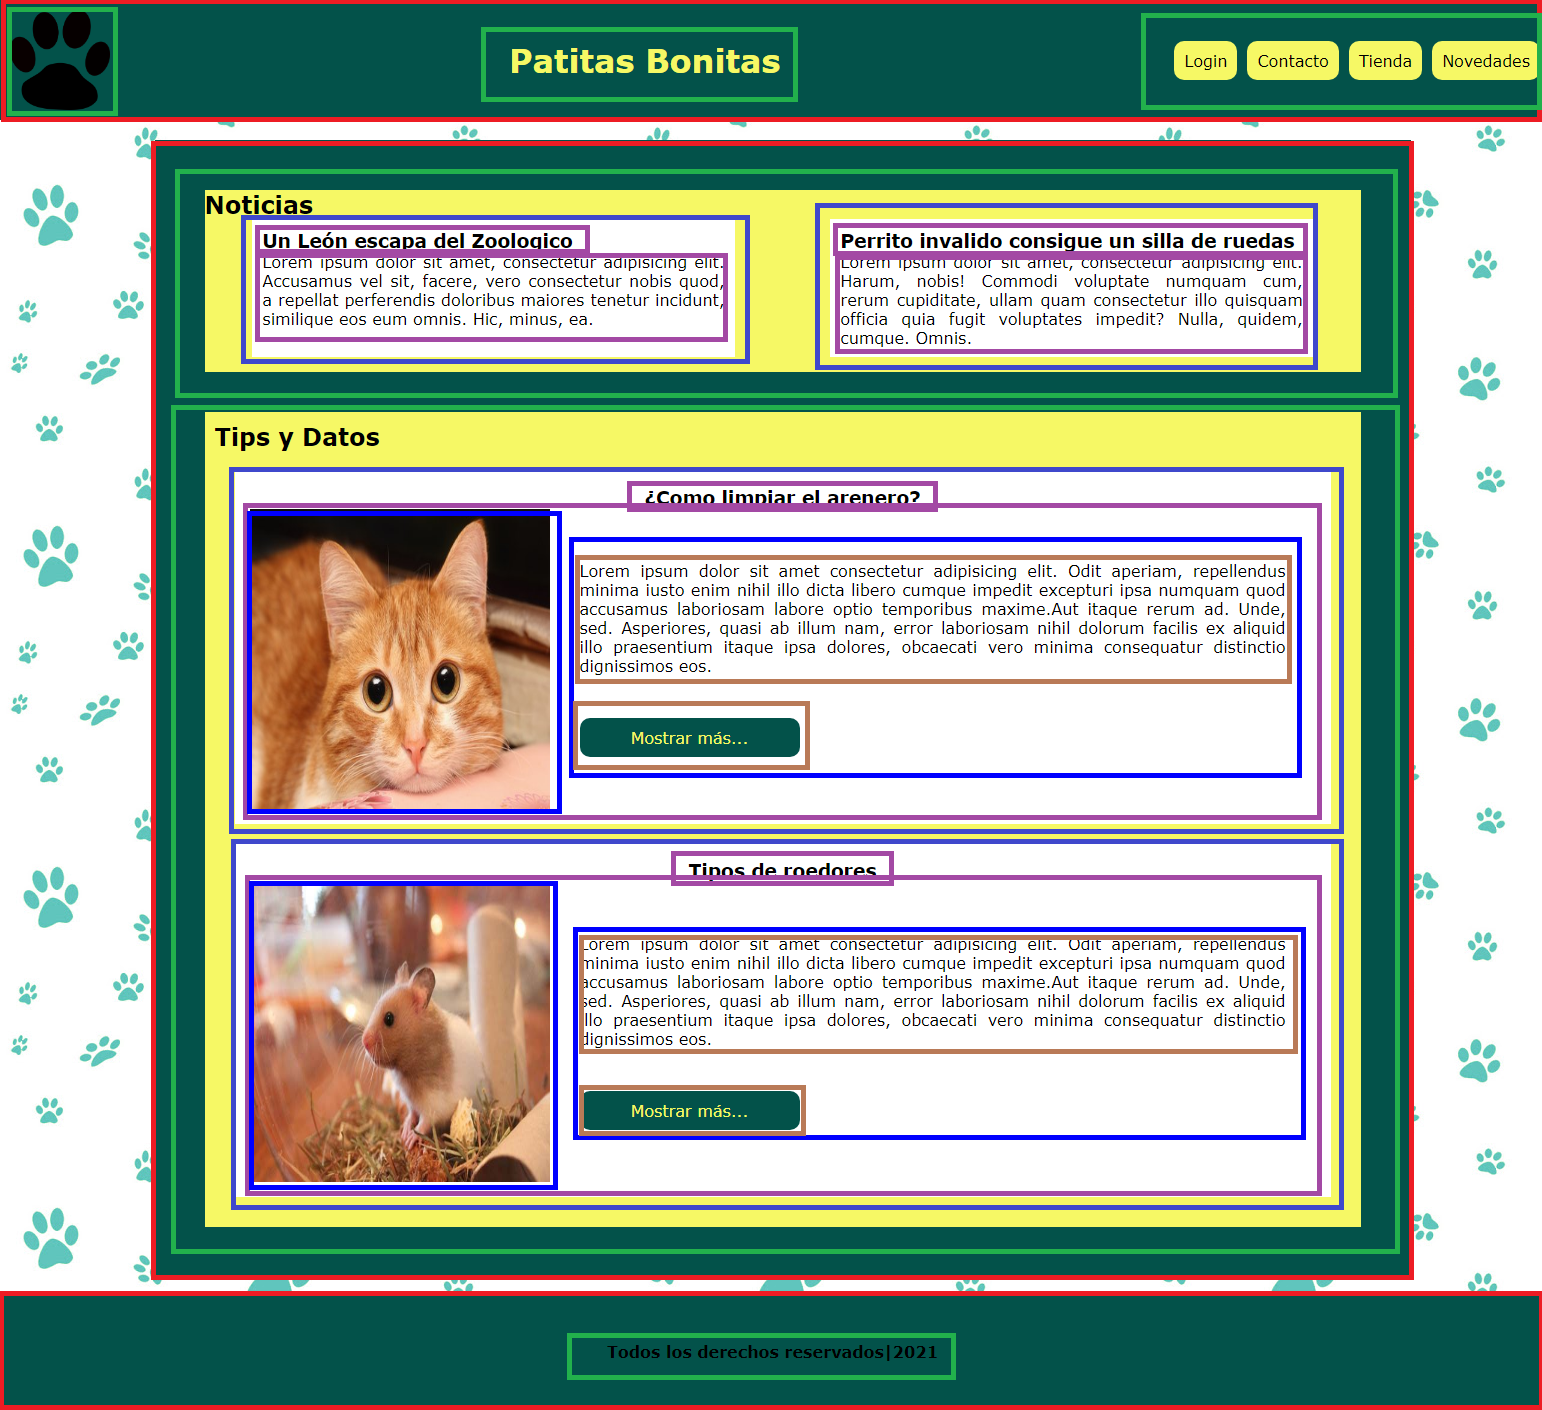 Patitas Bonitas
Login Contacto Tienda Novedades
Noticias
Un León escapa del Zoologico
Lorem ipsum dolor sit amet, consectetur adipisicing elit.
Accusamus vel sit, facere, vero consectetur nobis quod,
a repellat perferendis doloribus maiores tenetur incidunt,
similique eos eum omnis. Hic, minus, ea.
Perrito invalido consigue un silla de ruedas
Lorem ipsum dolor sit amet, consectetur adipisicing elit.
Harum, nobis! Commodi voluptate numquam cum,
rerum cupiditate, ullam quam consectetur illo quisquam
officia quia fugit voluptates impedit? Nulla, quidem,
cumque. Omnis.
Tips y Datos
¿Como limpiar el arenero?
Lorem ipsum dolor sit amet consectetur adipisicing elit. Odit aperiam, repellendus
minima iusto enim nihil illo dicta libero cumque impedit excepturi ipsa numquam quod
accusamus laboriosam labore optio temporibus maxime.Aut itaque rerum ad. Unde,
sed. Asperiores, quasi ab illum nam, error laboriosam nihil dolorum facilis ex aliquid
illo praesentium itaque ipsa dolores, obcaecati vero minima consequatur distinctio
dignissimos eos.
Mostrar más...
Tipos de roedores
Lorem ipsum dolor sit amet consectetur adipisicing elit. Odit aperiam, repellendus
minima iusto enim nihil illo dicta libero cumque impedit excepturi ipsa numquam quod
accusamus laboriosam labore optio temporibus maxime.Aut itaque rerum ad. Unde,
sed. Asperiores, quasi ab illum nam, error laboriosam nihil dolorum facilis ex aliquid
illo praesentium itaque ipsa dolores, obcaecati vero minima consequatur distinctio
dignissimos eos.
Mostrar más...
Todos los derechos reservados|2021